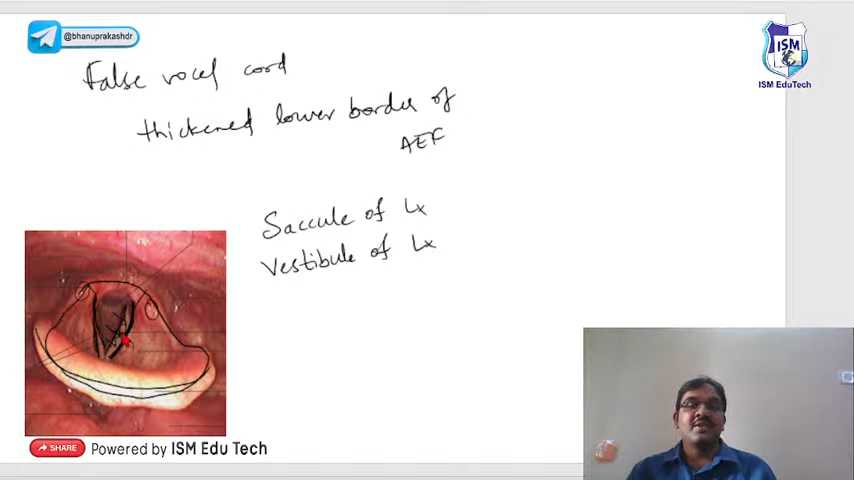 @bhanuprakashdr
ISM
ISM EduTech
False vocal cord
thickened lower border of
AEF
Saccule of Lx
Vestibule of Lx
SHARE Powered by ISM Edu Tech